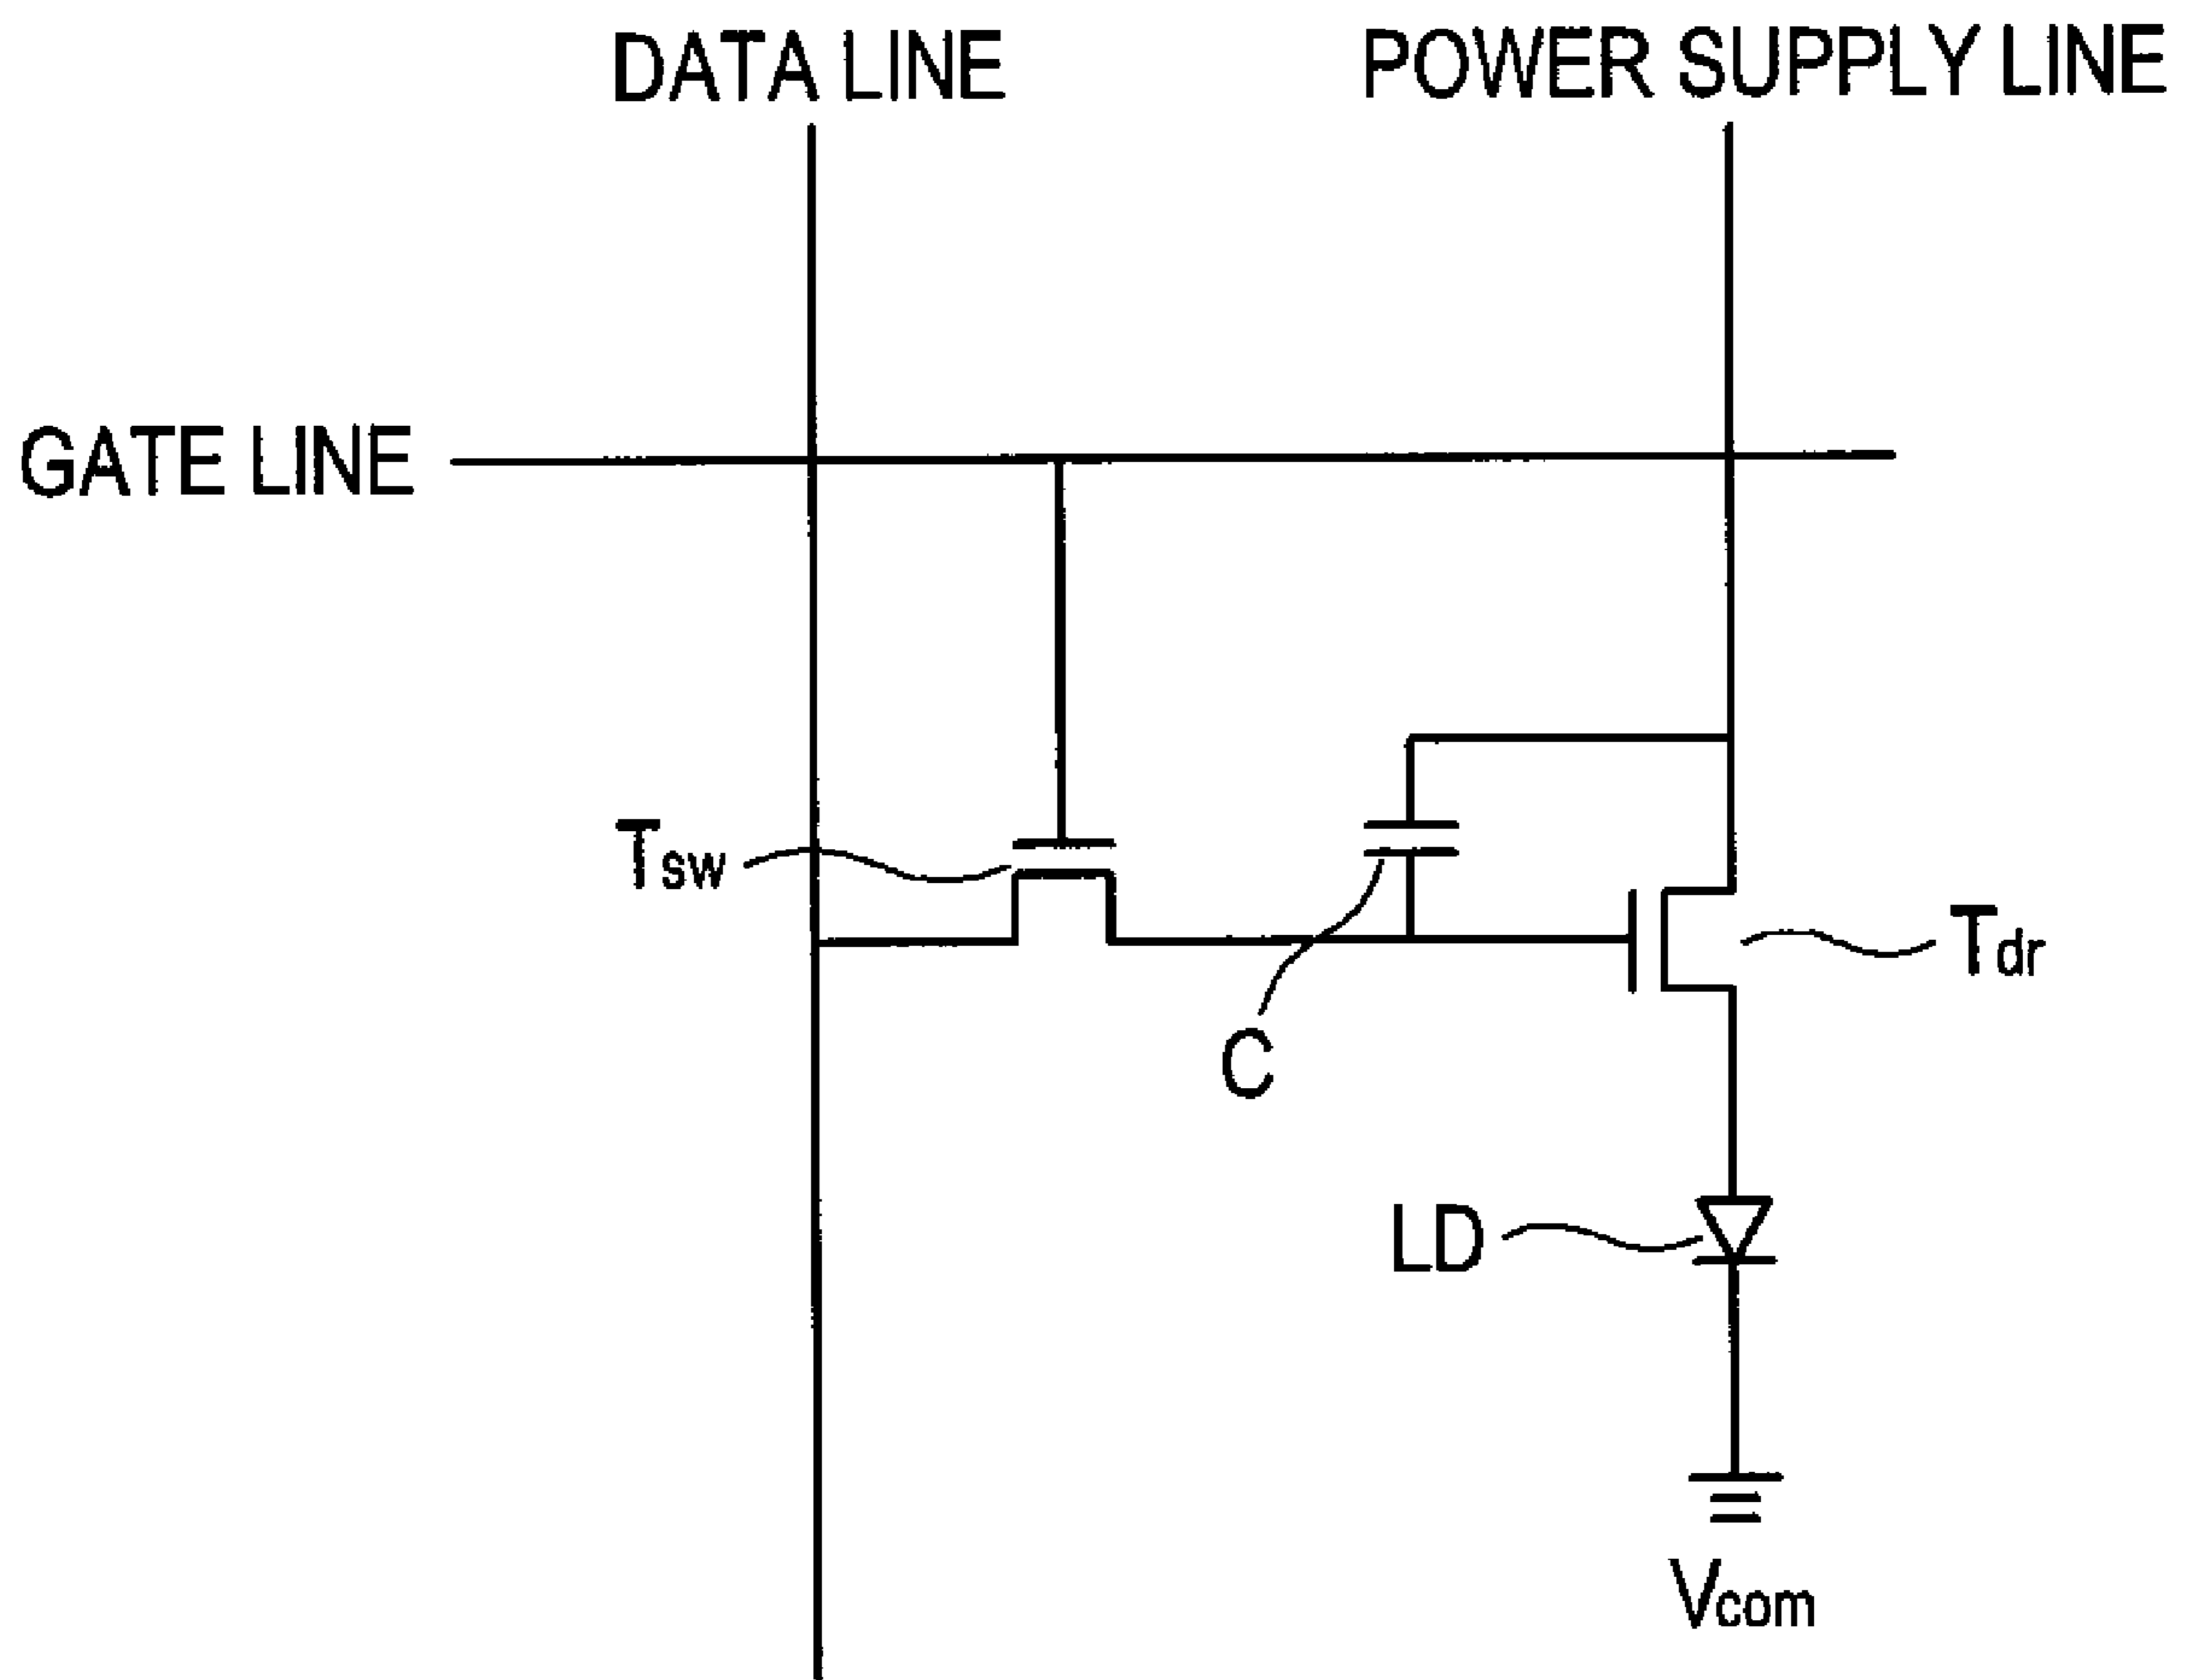 DATA LINE
POWER SUPPLY LINE
GATE LINE
Tsw
Tdr
C
LD
Vcom